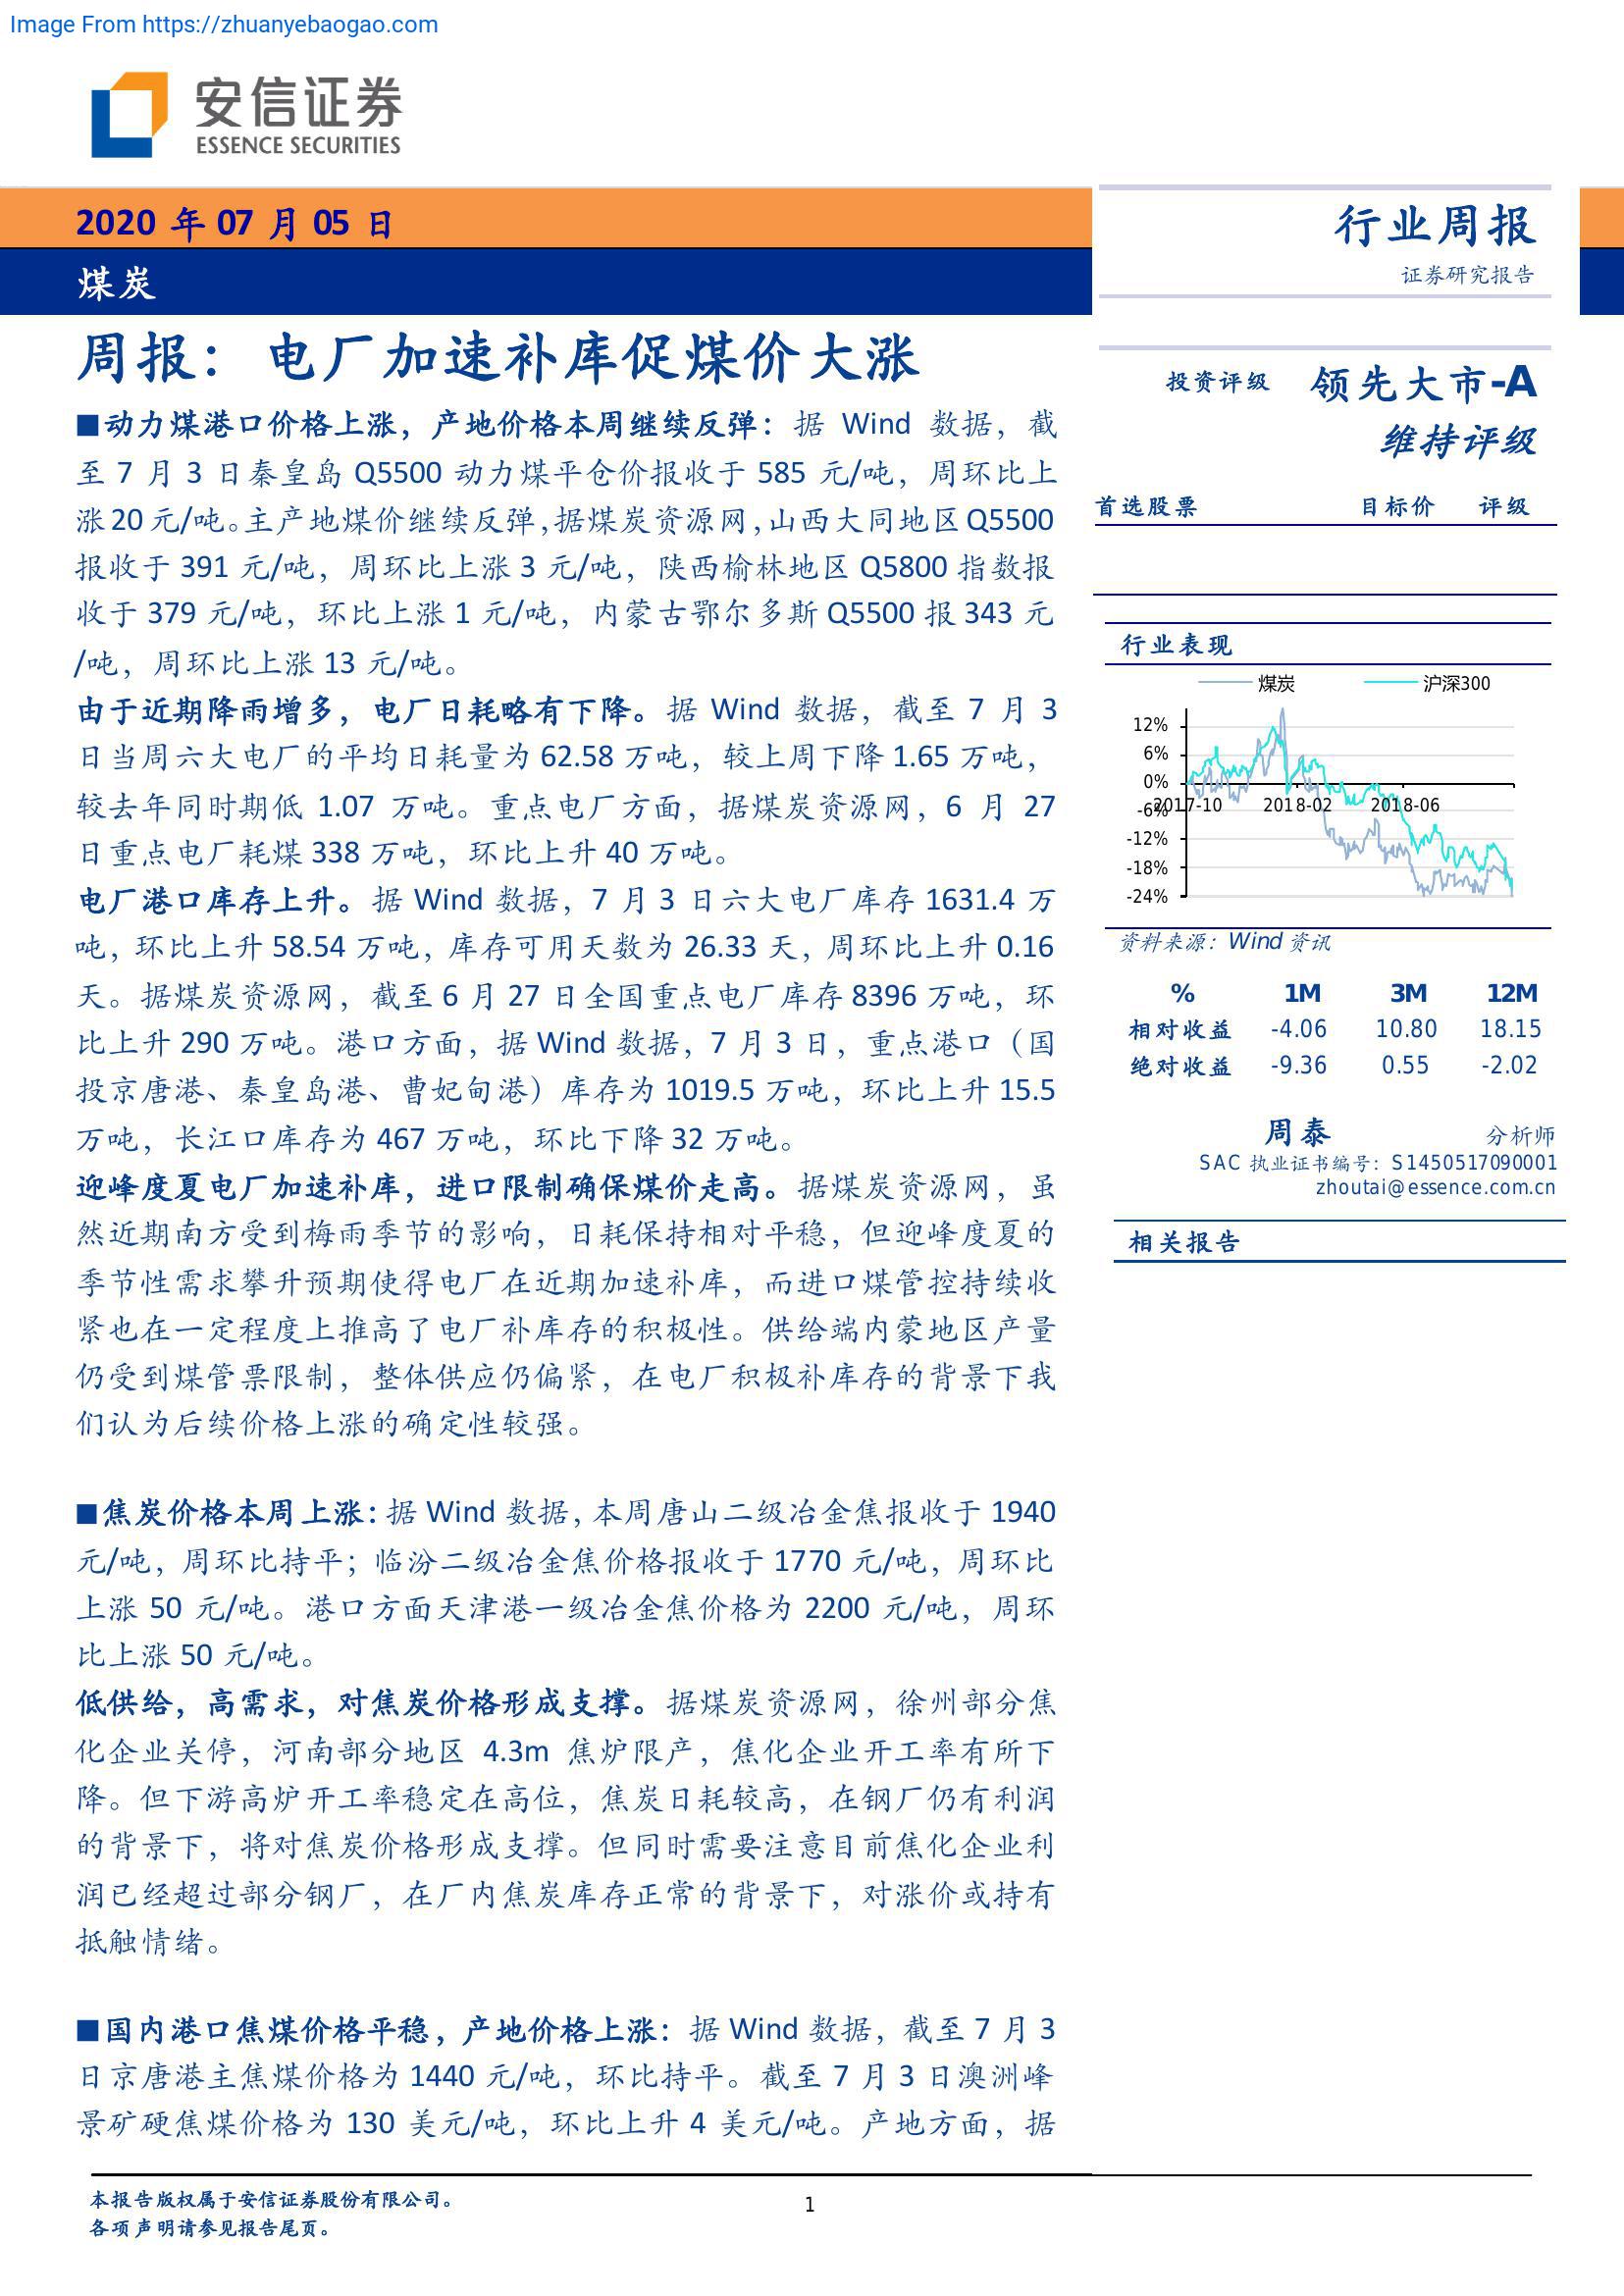 Image From https://zhuanyebaogao.com
安信证券
ESSENCE SECURITIES
2020 年 07 月 05 日
煤炭
行业周报
证券研究报告
周报： 电厂加速补库促煤价大涨
■动力煤港口价格上涨，产地价格本周继续反弹：据 Wind 数据，截
至 7 月 3 日秦皇岛 Q5500 动力煤平仓价报收于 585 元/吨，周环比上
涨 20 元/吨。主产地煤价继续反弹，据煤炭资源网，山西大同地区 Q5500
报收于 391 元/吨，周环比上涨 3 元/吨，陕西榆林地区 Q5800 指数报
收于 379 元/吨，环比上涨 1 元/吨，内蒙古鄂尔多斯 Q5500 报 343 元
/吨，周环比上涨 13 元/吨。
由于近期降雨增多，电厂日耗略有下降。据 Wind 数据，截至 7 月 3
日当周六大电厂的平均日耗量为 62.58 万吨，较上周下降 1.65 万吨，
较去年同时期低 1.07 万吨。重点电厂方面，据煤炭资源网，6 月 27
日重点电厂耗煤 338 万吨，环比上升 40 万吨。
电厂港口库存上升。据 Wind 数据，7 月 3 日六大电厂库存 1631.4 万
吨，环比上升 58.54 万吨，库存可用天数为 26.33 天，周环比上升 0.16
天。据煤炭资源网，截至 6 月 27 日全国重点电厂库存 8396 万吨，环
比上升 290 万吨。港口方面，据 Wind 数据，7 月 3 日，重点港口（国
投京唐港、秦皇岛港、曹妃甸港）库存为 1019.5 万吨，环比上升 15.5
万吨，长江口库存为 467 万吨，环比下降 32 万吨。
迎峰度夏电厂加速补库，进口限制确保煤价走高。据煤炭资源网，虽
然近期南方受到梅雨季节的影响，日耗保持相对平稳，但迎峰度夏的
季节性需求攀升预期使得电厂在近期加速补库，而进口煤管控持续收
紧也在一定程度上推高了电厂补库存的积极性。供给端内蒙地区产量
仍受到煤管票限制，整体供应仍偏紧，在电厂积极补库存的背景下我
们认为后续价格上涨的确定性较强。
■焦炭价格本周上涨：据 Wind 数据，本周唐山二级冶金焦报收于 1940
元/吨，周环比持平；临汾二级冶金焦价格报收于 1770 元/吨，周环比
上涨 50 元/吨。港口方面天津港一级冶金焦价格为 2200 元/吨，周环
比上涨 50 元/吨。
低供给，高需求，对焦炭价格形成支撑。据煤炭资源网，徐州部分焦
化企业关停，河南部分地区 4.3m 焦炉限产，焦化企业开工率有所下
降。但下游高炉开工率稳定在高位，焦炭日耗较高，在钢厂仍有利润
的背景下，将对焦炭价格形成支撑。但同时需要注意目前焦化企业利
润已经超过部分钢厂，在厂内焦炭库存正常的背景下，对涨价或持有
抵触情绪。
■国内港口焦煤价格平稳，产地价格上涨：据 Wind 数据，截至 7 月 3
日京唐港主焦煤价格为 1440 元/吨，环比持平。截至 7 月 3 日澳洲峰
景矿硬焦煤价格为 130 美元/吨，环比上升 4 美元/吨。产地方面，据
投资评级 领先大市-A
维持评级
首选股票 目标价 评级
行业表现
煤炭 沪深300
12%
6%
0%
-6%
-12%
-18%
-24%
2017-10 2018-02 2018-06
资料来源：Wind 资讯
% 1M 3M 12M
相对收益 -4.06 10.80 18.15
绝对收益 -9.36 0.55 -2.02
周泰 分析师
SAC 执业证书编号：S1450517090001
zhoutai@essence.com.cn
相关报告
本报告版权属于安信证券股份有限公司。
各项声明请参见报告尾页。
1